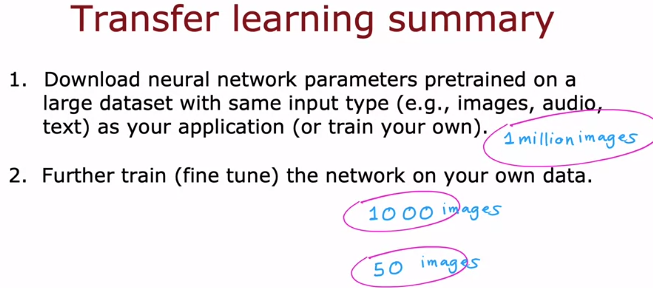 Transfer learning summary
1. Download neural network parameters pretrained on a
large dataset with same input type (e.g., images, audio,
text) as your application (or train your own).
1 million images
2. Further train (fine tune) the network on your own data.
1000 images
50 images